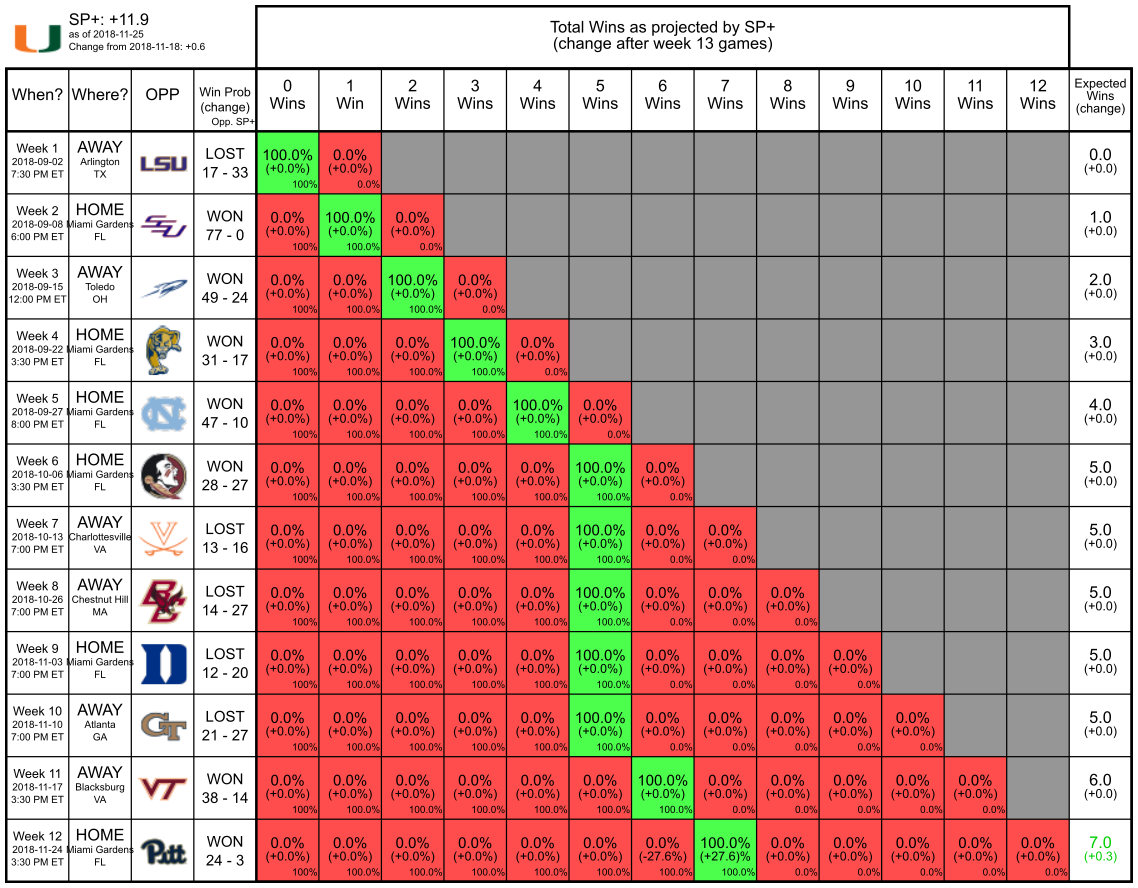 SP+: +11.9
as of 2018-11-25
Change from 2018-11-18: +0.6
Total Wins as projected by SP+
(change after week 13 games)
When? Where? OPP Win Prob (change) Opp. SP+ 0 Wins 1 Win 2 Wins 3 Wins 4 Wins 5 Wins 6 Wins 7 Wins 8 Wins 9 Wins 10 Wins 11 Wins 12 Wins Expected Wins (change)
Week 1 AWAY LOST
2018-09-02 Arlington LSU 100.0% 0.0% 0.0
7:30 PM ET TX 17 - 33 (+0.0%) (+0.0%) (+0.0)
100% 0.0%
Week 2 HOME WON
2018-09-08 Miami Gardens SFU 0.0% 100.0% 0.0% 1.0
6:00 PM ET FL 77 - 0 (+0.0%) (+0.0%) (+0.0%) (+0.0)
100% 100.0% 0.0%
Week 3 AWAY WON
2018-09-15 Toledo 0.0% 0.0% 100.0% 0.0% 2.0
12:00 PM ET OH 49 - 24 (+0.0%) (+0.0%) (+0.0%) (+0.0%) (+0.0)
100% 100.0% 100.0% 0.0%
Week 4 HOME WON
2018-09-22 Miami Gardens 0.0% 0.0% 0.0% 100.0% 0.0% 3.0
3:30 PM ET FL 31 - 17 (+0.0%) (+0.0%) (+0.0%) (+0.0%) (+0.0%) (+0.0)
100% 100.0% 100.0% 100.0% 0.0%
Week 5 HOME WON
2018-09-27 Miami Gardens NC 0.0% 0.0% 0.0% 0.0% 100.0% 0.0% 4.0
8:00 PM ET FL 47 - 10 (+0.0%) (+0.0%) (+0.0%) (+0.0%) (+0.0%) (+0.0%) (+0.0)
100% 100.0% 100.0% 100.0% 100.0% 0.0%
Week 6 HOME WON
2018-10-06 Miami Gardens 0.0% 0.0% 0.0% 0.0% 0.0% 100.0% 0.0% 5.0
3:30 PM ET FL 28 - 27 (+0.0%) (+0.0%) (+0.0%) (+0.0%) (+0.0%) (+0.0%) (+0.0%) (+0.0)
100% 100.0% 100.0% 100.0% 100.0% 100.0% 0.0%
Week 7 AWAY LOST
2018-10-13 Charlottesville V 0.0% 0.0% 0.0% 0.0% 0.0% 100.0% 0.0% 0.0% 5.0
7:00 PM ET VA 13 - 16 (+0.0%) (+0.0%) (+0.0%) (+0.0%) (+0.0%) (+0.0%) (+0.0%) (+0.0%) (+0.0)
100% 100.0% 100.0% 100.0% 100.0% 100.0% 0.0% 0.0%
Week 8 AWAY LOST
2018-10-26 Chestnut Hill BC 0.0% 0.0% 0.0% 0.0% 0.0% 100.0% 0.0% 0.0% 0.0% 5.0
7:00 PM ET MA 14 - 27 (+0.0%) (+0.0%) (+0.0%) (+0.0%) (+0.0%) (+0.0%) (+0.0%) (+0.0%) (+0.0%) (+0.0)
100% 100.0% 100.0% 100.0% 100.0% 100.0% 0.0% 0.0% 0.0%
Week 9 HOME LOST
2018-11-03 Miami Gardens D 0.0% 0.0% 0.0% 0.0% 0.0% 100.0% 0.0% 0.0% 0.0% 0.0% 5.0
7:00 PM ET FL 12 - 20 (+0.0%) (+0.0%) (+0.0%) (+0.0%) (+0.0%) (+0.0%) (+0.0%) (+0.0%) (+0.0%) (+0.0%) (+0.0)
100% 100.0% 100.0% 100.0% 100.0% 100.0% 0.0% 0.0% 0.0% 0.0%
Week 10 AWAY LOST
2018-11-10 Atlanta GT 0.0% 0.0% 0.0% 0.0% 0.0% 100.0% 0.0% 0.0% 0.0% 0.0% 0.0% 5.0
7:00 PM ET GA 21 - 27 (+0.0%) (+0.0%) (+0.0%) (+0.0%) (+0.0%) (+0.0%) (+0.0%) (+0.0%) (+0.0%) (+0.0%) (+0.0%) (+0.0)
100% 100.0% 100.0% 100.0% 100.0% 100.0% 0.0% 0.0% 0.0% 0.0% 0.0%
Week 11 AWAY WON
2018-11-17 Blacksburg VT 0.0% 0.0% 0.0% 0.0% 0.0% 0.0% 100.0% 0.0% 0.0% 0.0% 0.0% 0.0% 6.0
3:30 PM ET VA 38 - 14 (+0.0%) (+0.0%) (+0.0%) (+0.0%) (+0.0%) (+0.0%) (+0.0%) (+0.0%) (+0.0%) (+0.0%) (+0.0%) (+0.0%) (+0.0)
100% 100.0% 100.0% 100.0% 100.0% 100.0% 100.0% 0.0% 0.0% 0.0% 0.0% 0.0%
Week 12 HOME WON
2018-11-24 Miami Gardens Pitt 0.0% 0.0% 0.0% 0.0% 0.0% 0.0% 0.0% 100.0% 0.0% 0.0% 0.0% 0.0% 0.0% 7.0
3:30 PM ET FL 24 - 3 (+0.0%) (+0.0%) (+0.0%) (+0.0%) (+0.0%) (+0.0%) (-27.6%) (+27.6)% (+0.0%) (+0.0%) (+0.0%) (+0.0%) (+0.0%) (+0.3)
100% 100.0% 100.0% 100.0% 100.0% 100.0% 100.0% 100.0% 0.0% 0.0% 0.0% 0.0% 0.0%